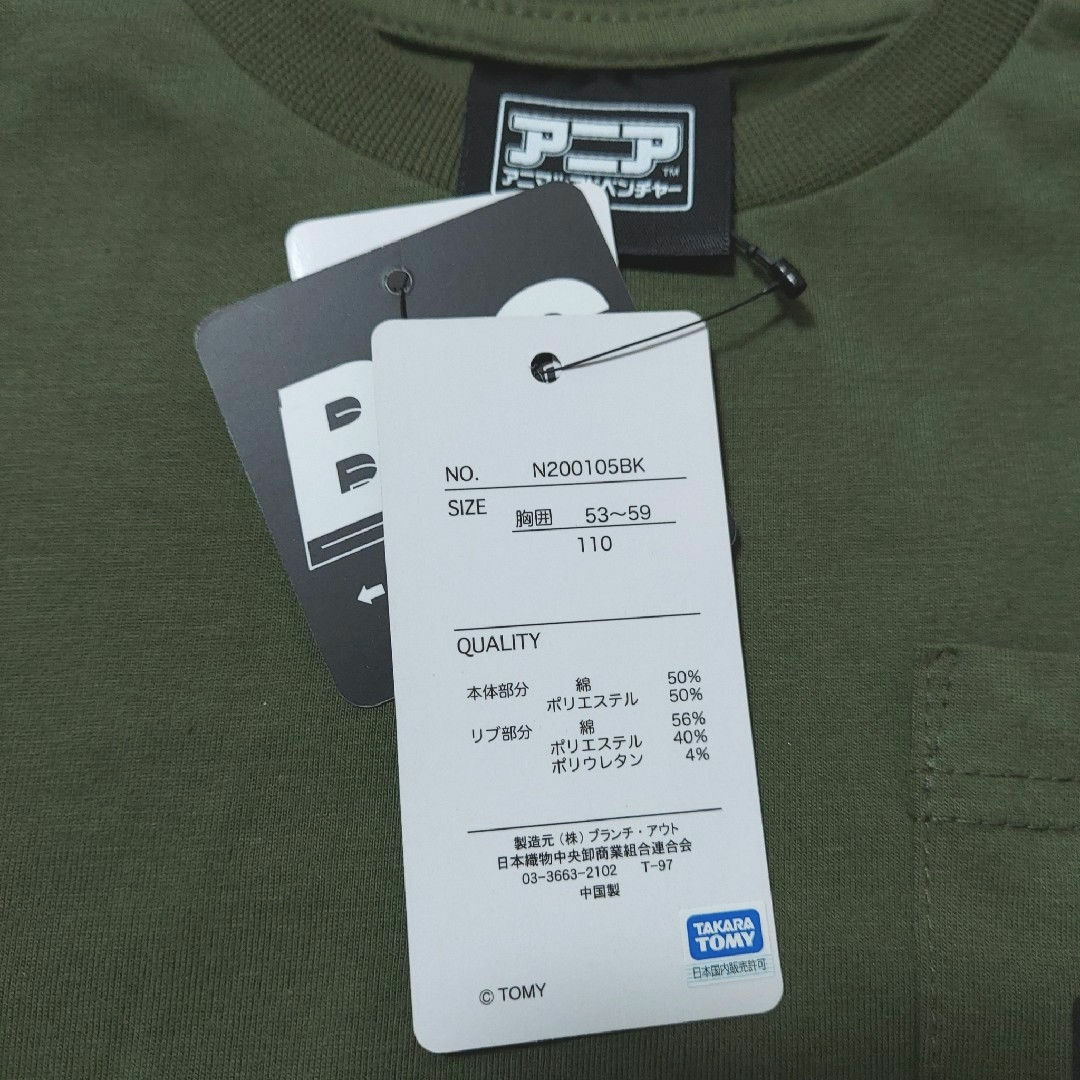 アニア™
アニマルアドベンチャー
NO. N200105BK
SIZE 胸囲 53～59
110
QUALITY
本体部分 綿 50%
ポリエステル 50%
リブ部分 綿 56%
ポリエステル 40%
ポリウレタン 4%
製造元（株）ブランチ・アウト
日本織物中央卸商業組合連合会
03-3663-2102 T-97
中国製
TAKARA
TOMY
日本国内販売許可
© TOMY